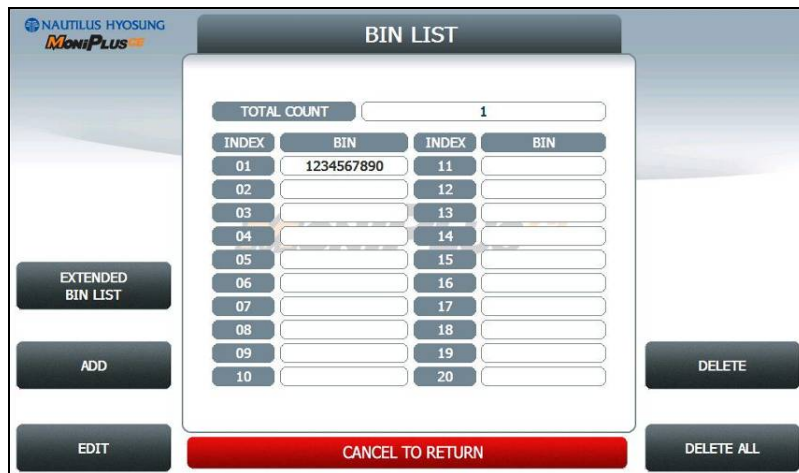 NAUTILUS HYOSUNG
MoniPlus CE
BIN LIST
TOTAL COUNT 1
INDEX BIN INDEX BIN
01 1234567890 11
02 12
03 13
04 14
05 15
06 16
07 17
08 18
09 19
10 20
EXTENDED
BIN LIST
ADD
EDIT
DELETE
DELETE ALL
CANCEL TO RETURN